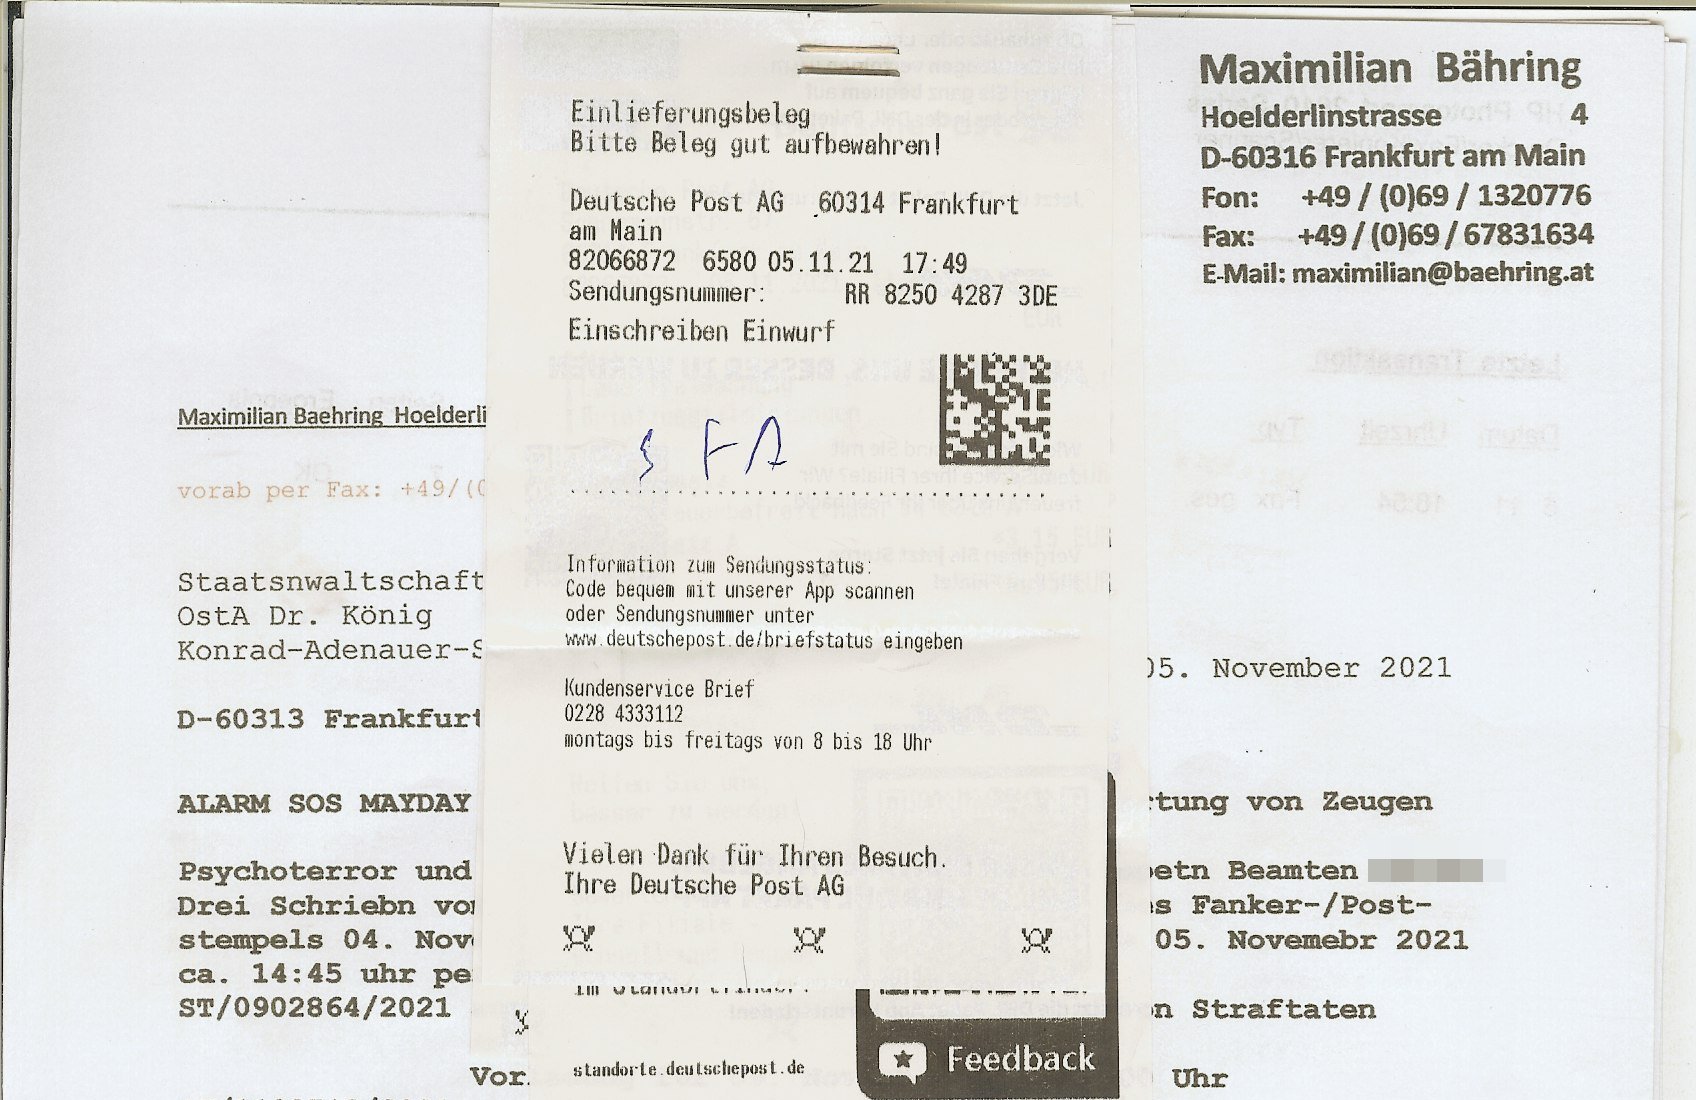 Maximilian Bähring
Hoelderlinstrasse 4
D-60316 Frankfurt am Main
Fon: +49 / (0)69 / 1320776
Fax: +49 / (0)69 / 67831634
E-Mail: maximilian@baehring.at
Einlieferungsbeleg
Bitte Beleg gut aufbewahren!
Deutsche Post AG 60314 Frankfurt
am Main
82066872 6580 05.11.21 17:49
Sendungsnummer: RR 8250 4287 3DE
Einschreiben Einwurf
FA
Information zum Sendungsstatus:
Code bequem mit unserer App scannen
oder Sendungsnummer unter
www.deutschepost.de/briefstatus eingeben
Kundenservice Brief
0228 4333112
montags bis freitags von 8 bis 18 Uhr
Vielen Dank für Ihren Besuch.
Ihre Deutsche Post AG
standorte.deutschepost.de
Feedback
Maximilian Baehring Hoelderli
vorab per Fax: +49/(0
Staatsnwaltschaft
OstA Dr. König
Konrad-Adenauer-S
05. November 2021
D-60313 Frankfurt
ALARM SOS MAYDAY rtung von Zeugen
Psychoterror und etn Beamten
Drei Schriebn vo s Fanker-/Post-
stempels 04. Nov 05. Novemebr 2021
ca. 14:45 uhr pe
ST/0902864/2021 n Straftaten
Vor Uhr